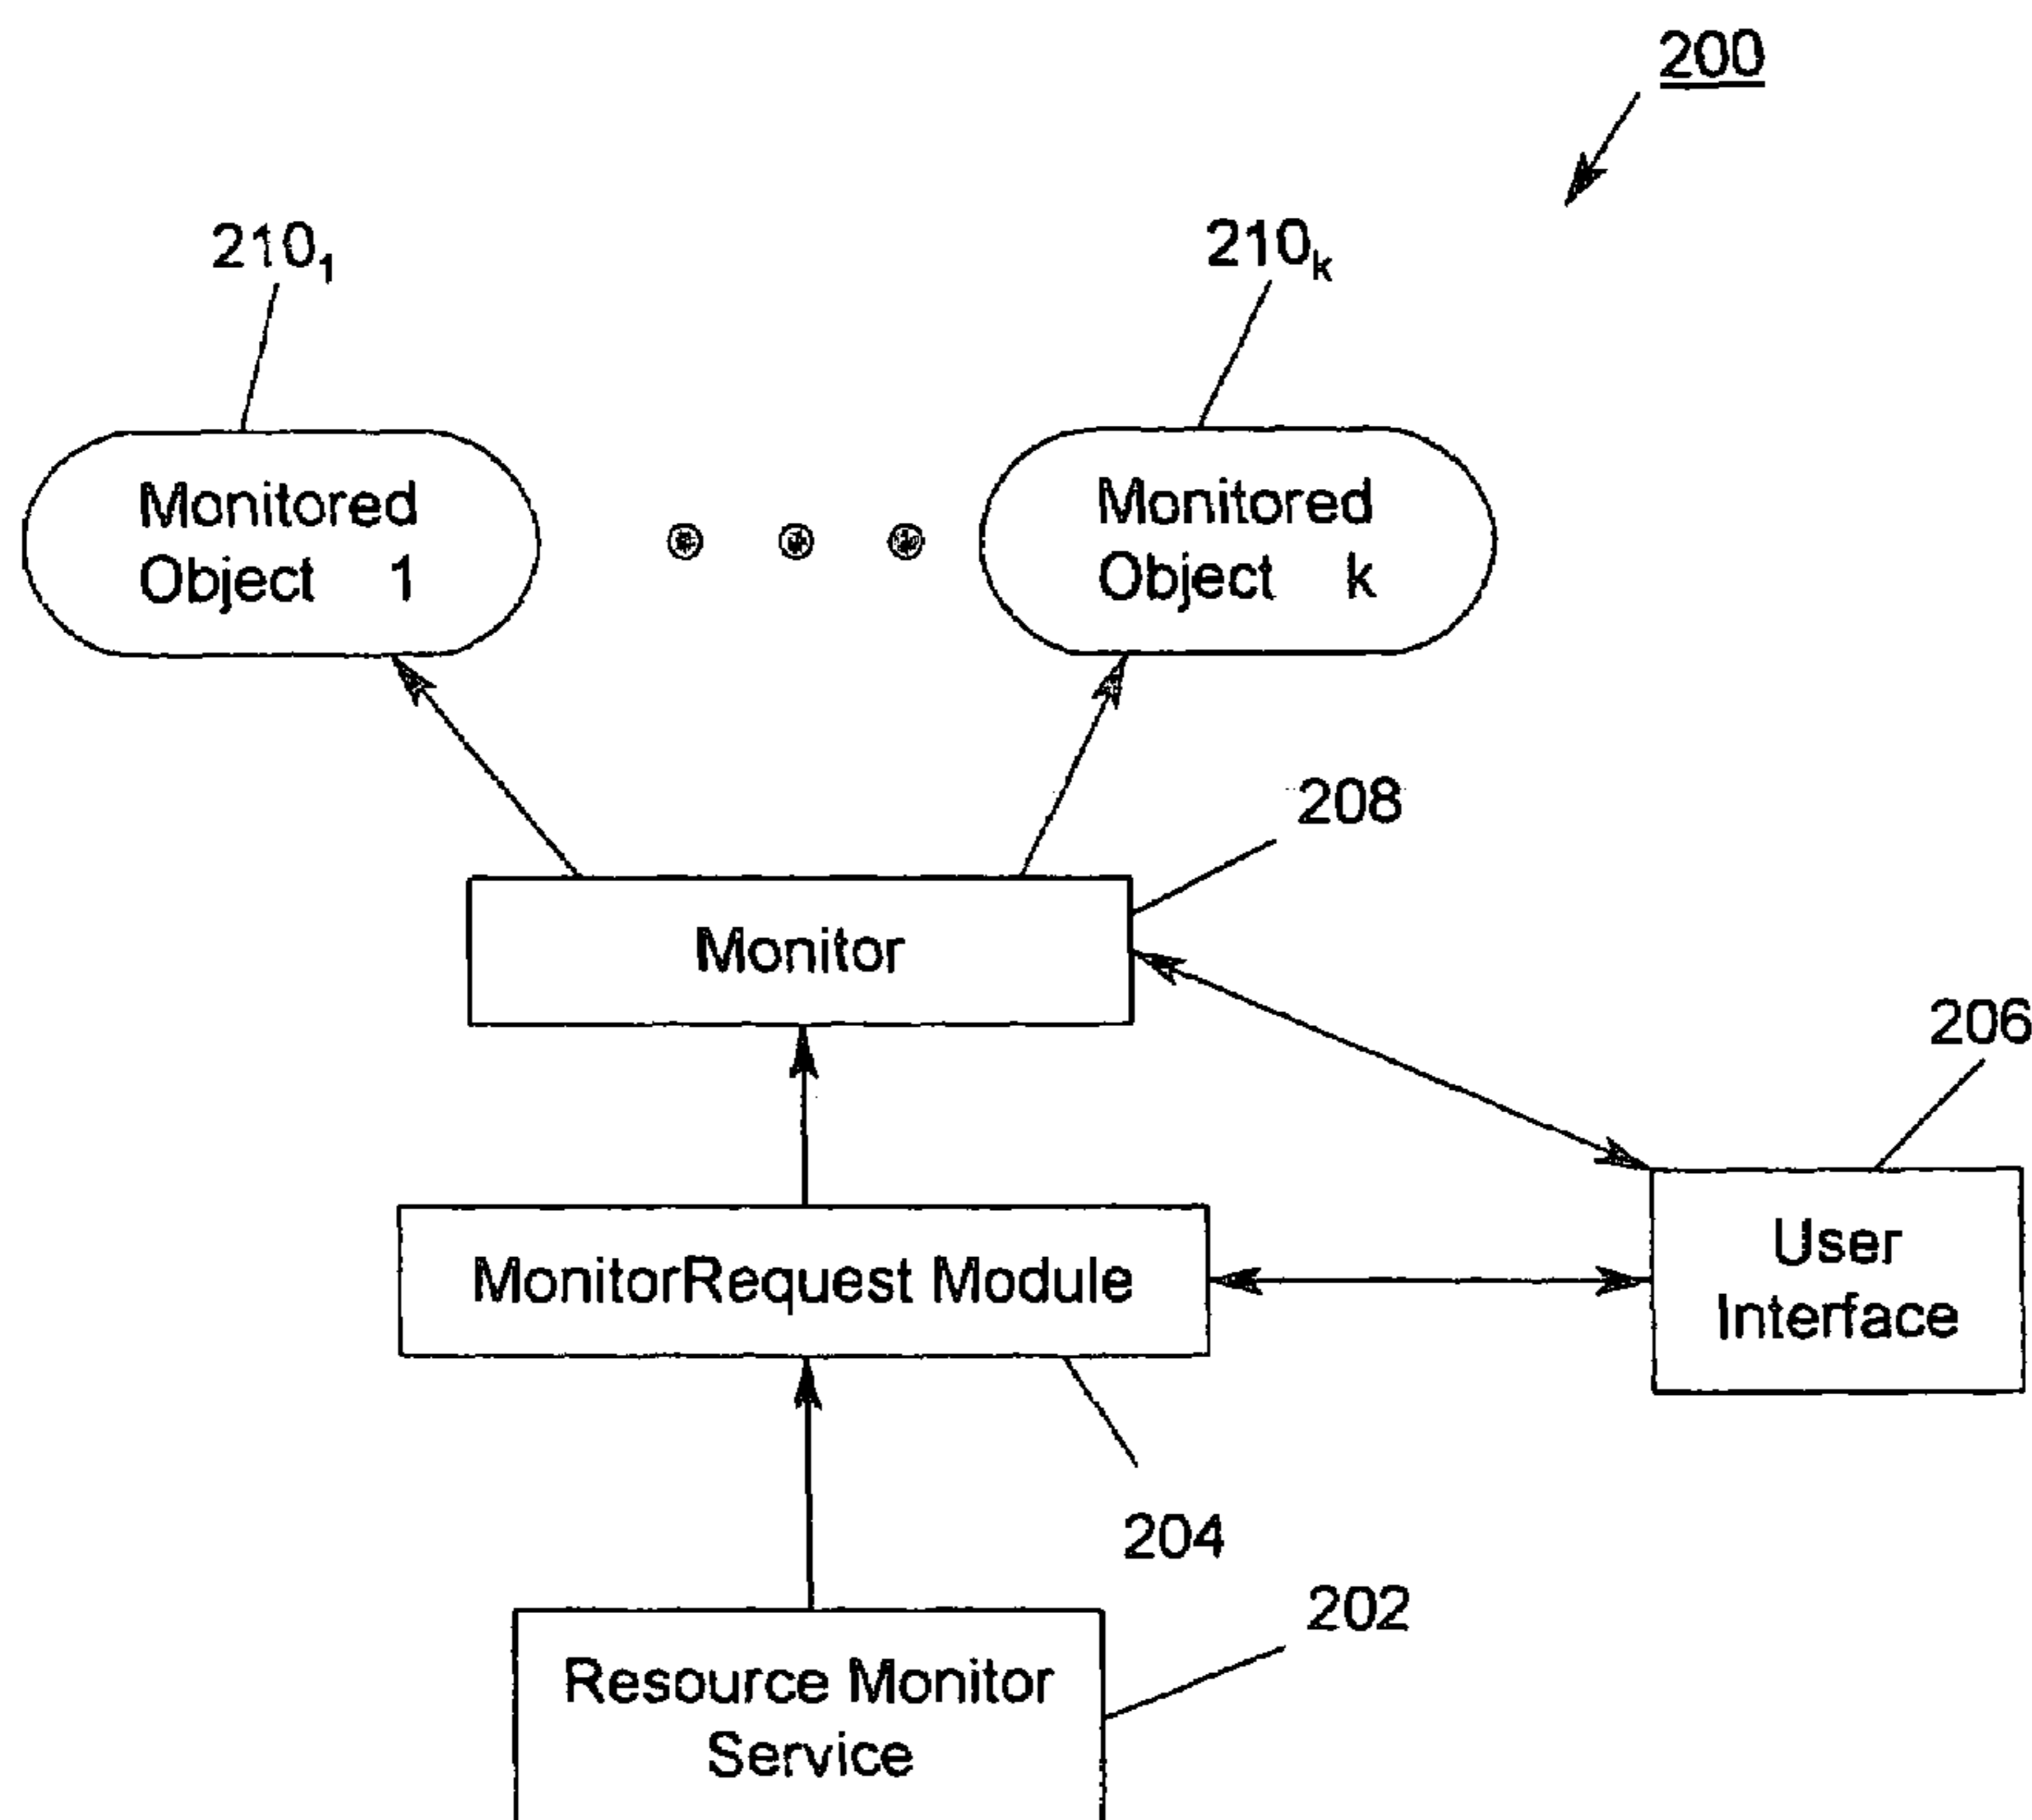 200
210₁
210ₖ
Monitored
Object 1
Monitored
Object k
208
Monitor
206
User
Interface
MonitorRequest Module
204
202
Resource Monitor
Service